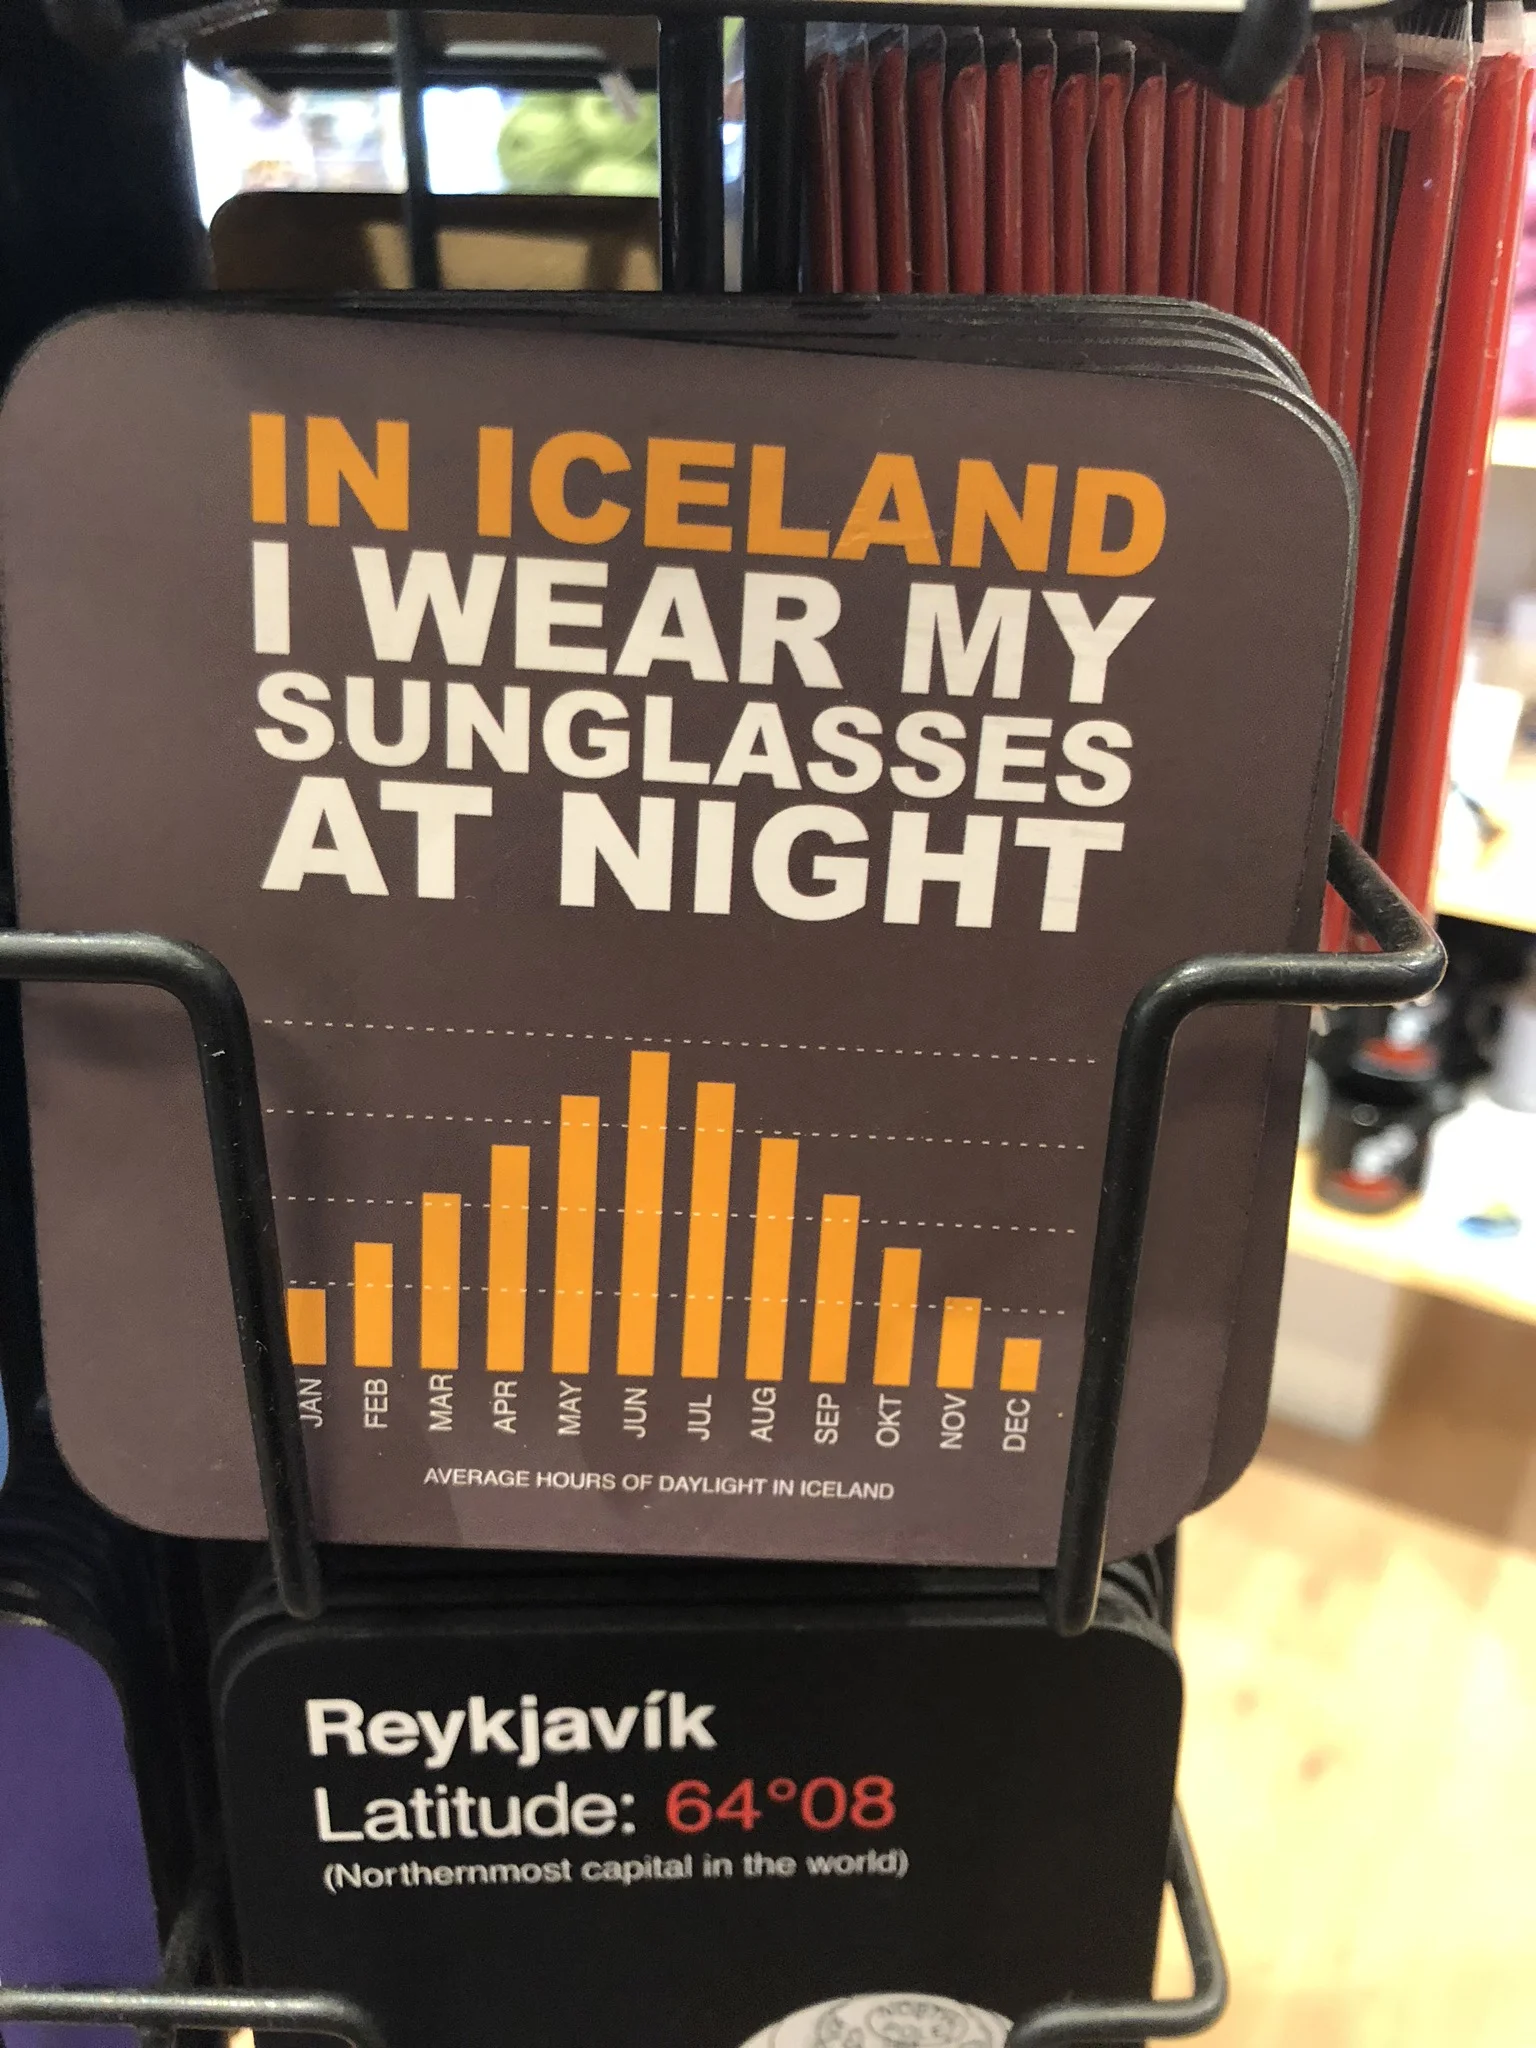 IN ICELAND
I WEAR MY
SUNGLASSES
AT NIGHT
JAN FEB MAR APR MAY JUN JUL AUG SEP OKT NOV DEC
AVERAGE HOURS OF DAYLIGHT IN ICELAND
Reykjavík
Latitude: 64°08
(Northernmost capital in the world)